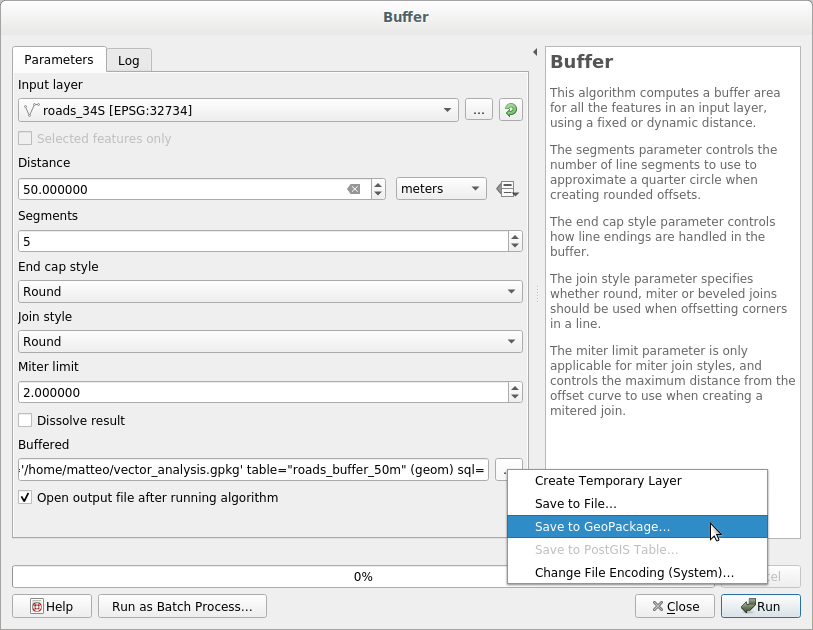 Buffer
Parameters
Log
Input layer
roads_34S [EPSG:32734]
...
Selected features only
Distance
50.000000
meters
Segments
5
End cap style
Round
Join style
Round
Miter limit
2.000000
Dissolve result
Buffered
='/home/matteo/vector_analysis.gpkg' table="roads_buffer_50m" (geom) sql=
Open output file after running algorithm
Buffer
This algorithm computes a buffer area
for all the features in an input layer,
using a fixed or dynamic distance.
The segments parameter controls the
number of line segments to use to
approximate a quarter circle when
creating rounded offsets.
The end cap style parameter controls
how line endings are handled in the
buffer.
The join style parameter specifies
whether round, miter or beveled joins
should be used when offsetting corners
in a line.
The miter limit parameter is only
applicable for miter join styles, and
controls the maximum distance from the
offset curve to use when creating a
mitered join.
Create Temporary Layer
Save to File...
Save to GeoPackage...
Save to PostGIS Table...
Change File Encoding (System)...
0%
Help
Run as Batch Process...
Close
Run